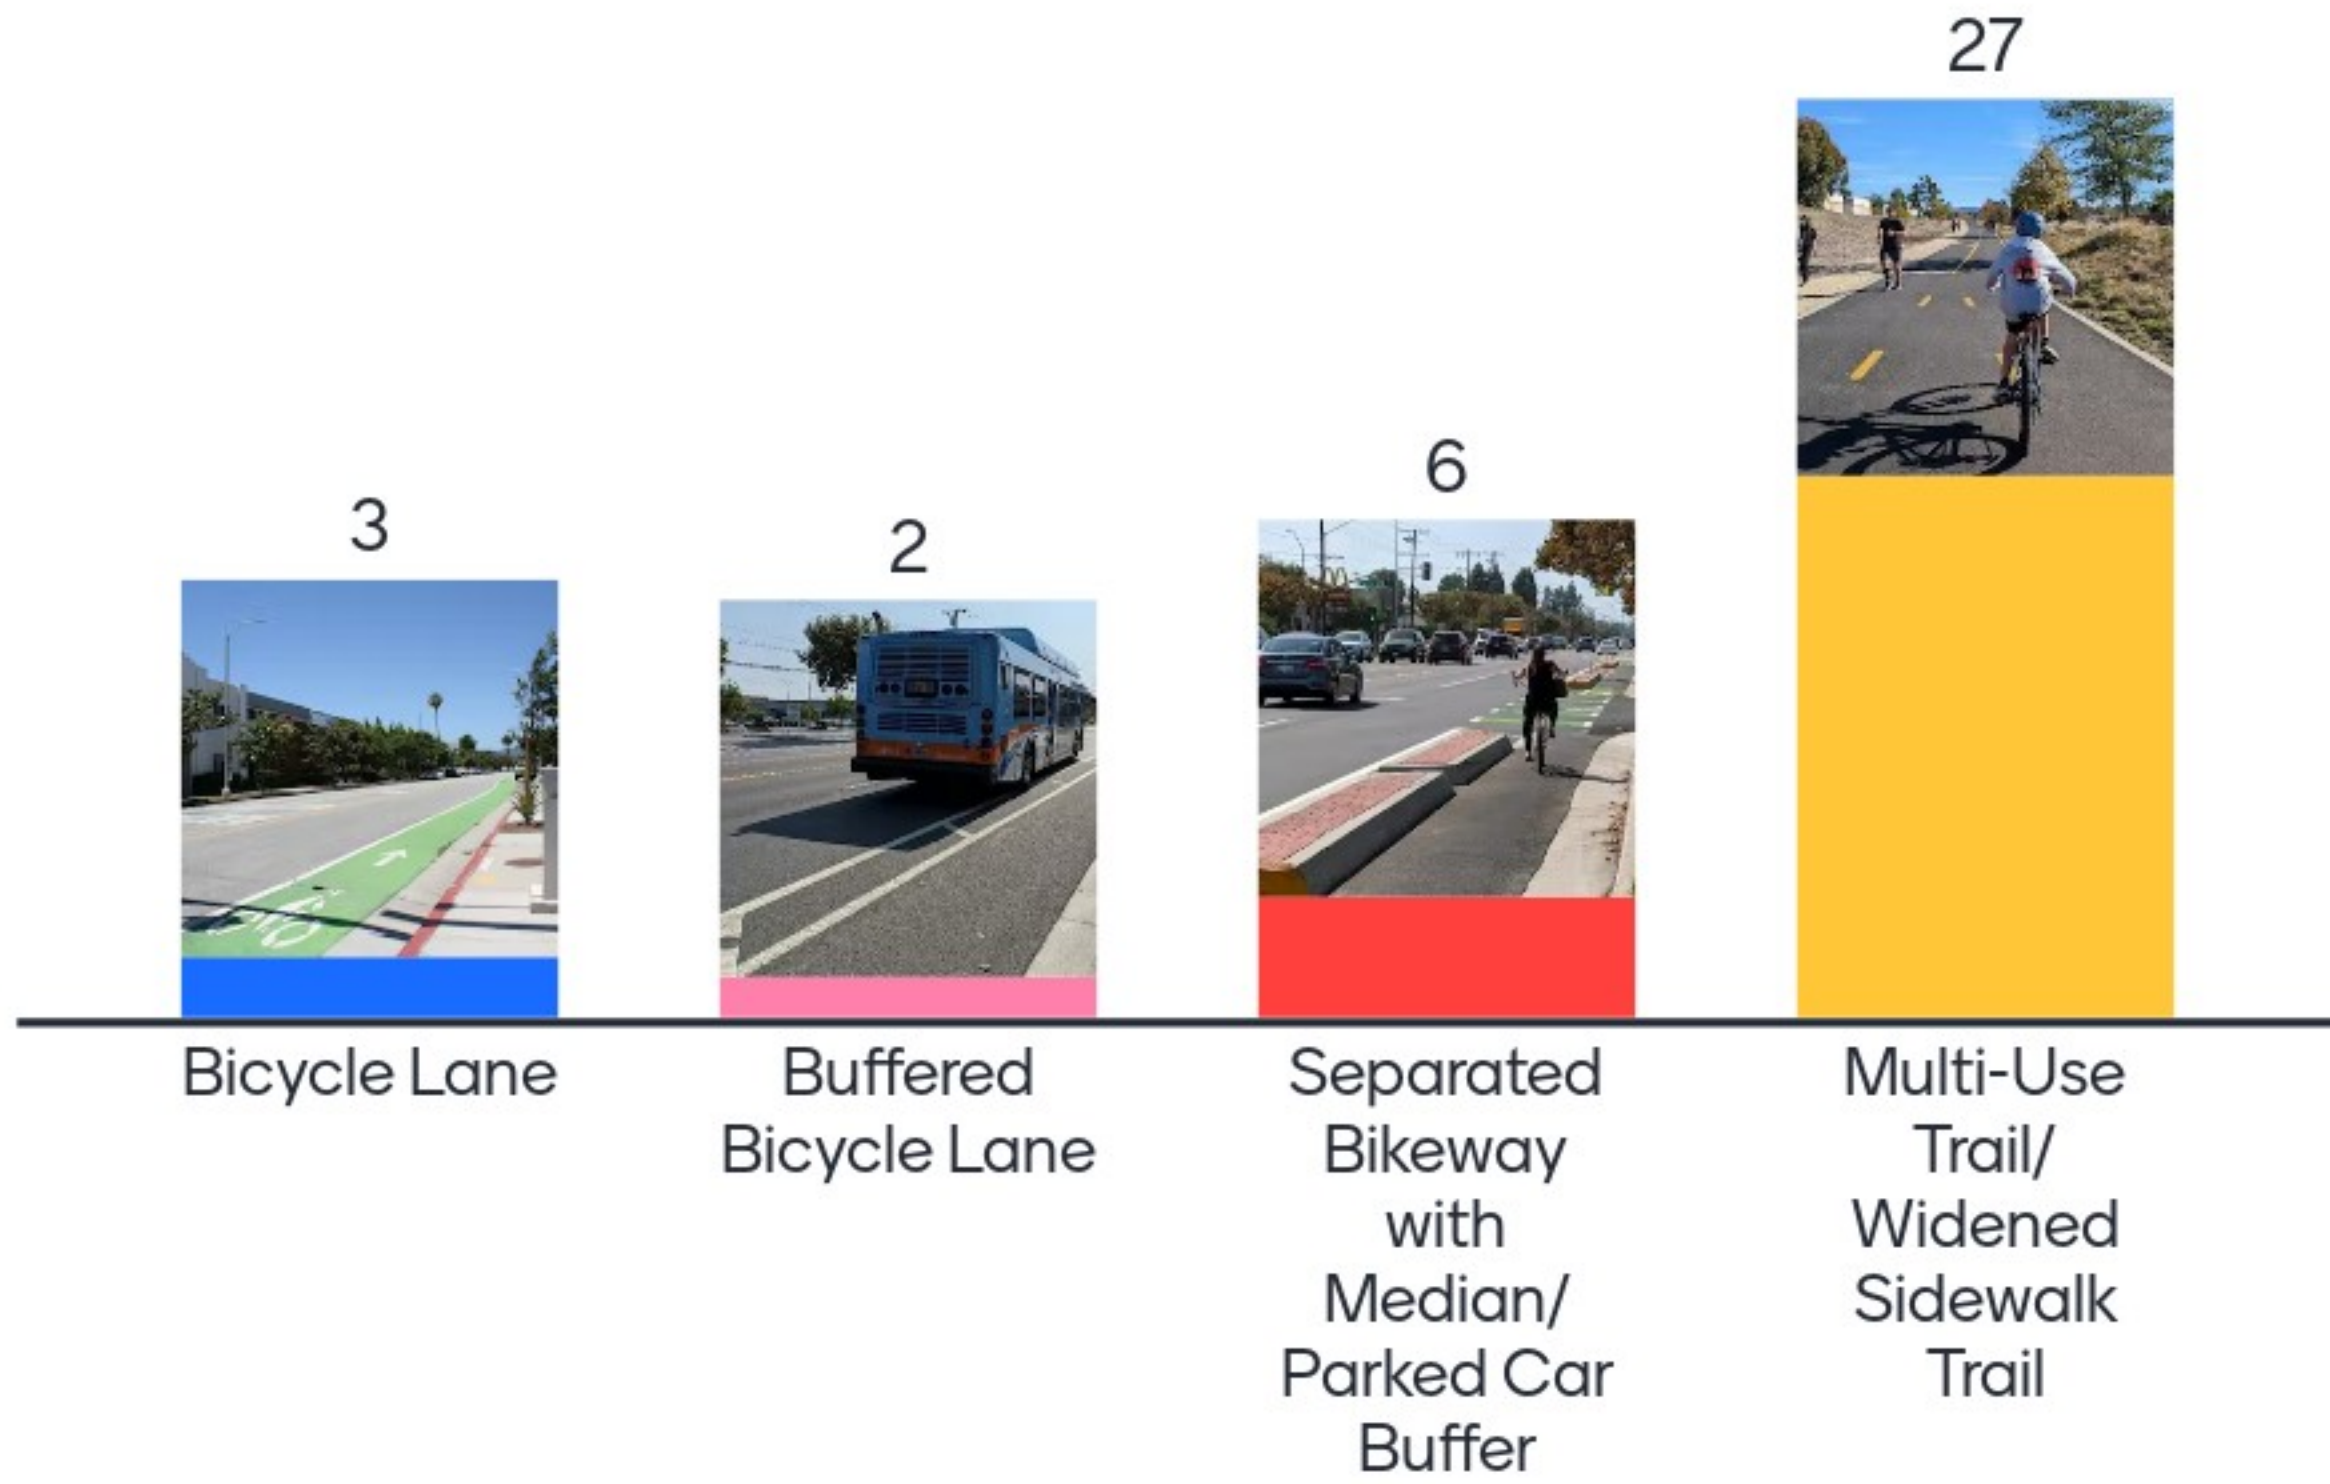 27
6
3
2
Bicycle Lane
Buffered
Bicycle Lane
Separated
Bikeway
with
Median/
Parked Car
Buffer
Multi-Use
Trail/
Widened
Sidewalk
Trail